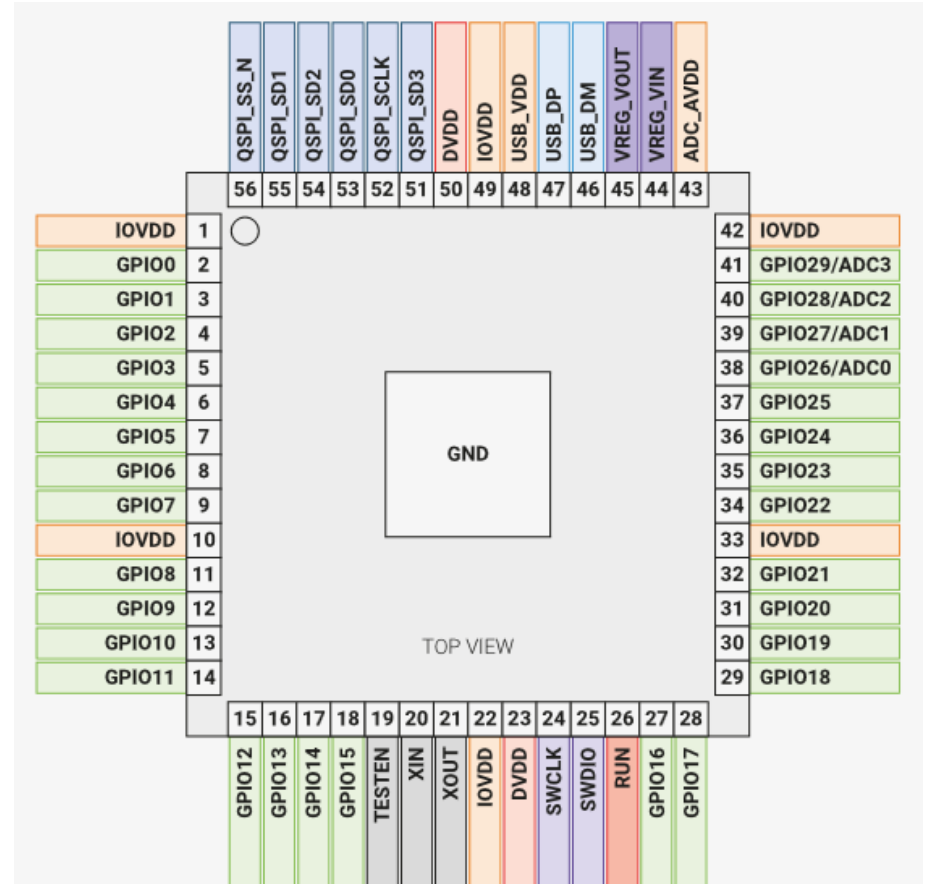 QSPI_SS_N QSPI_SD1 QSPI_SD2 QSPI_SD0 QSPI_SCLK QSPI_SD3 DVDD IOVDD USB_VDD USB_DP USB_DM VREG_VOUT VREG_VIN ADC_AVDD
56 55 54 53 52 51 50 49 48 47 46 45 44 43
IOVDD 1 42 IOVDD
GPIO0 2 41 GPIO29/ADC3
GPIO1 3 40 GPIO28/ADC2
GPIO2 4 39 GPIO27/ADC1
GPIO3 5 38 GPIO26/ADC0
GPIO4 6 37 GPIO25
GPIO5 7 36 GPIO24
GND
GPIO6 8 35 GPIO23
GPIO7 9 34 GPIO22
IOVDD 10 33 IOVDD
GPIO8 11 32 GPIO21
GPIO9 12 31 GPIO20
GPIO10 13 TOP VIEW 30 GPIO19
GPIO11 14 29 GPIO18
15 16 17 18 19 20 21 22 23 24 25 26 27 28
GPIO12 GPIO13 GPIO14 GPIO15 TESTEN XIN XOUT IOVDD DVDD SWCLK SWDIO RUN GPIO16 GPIO17